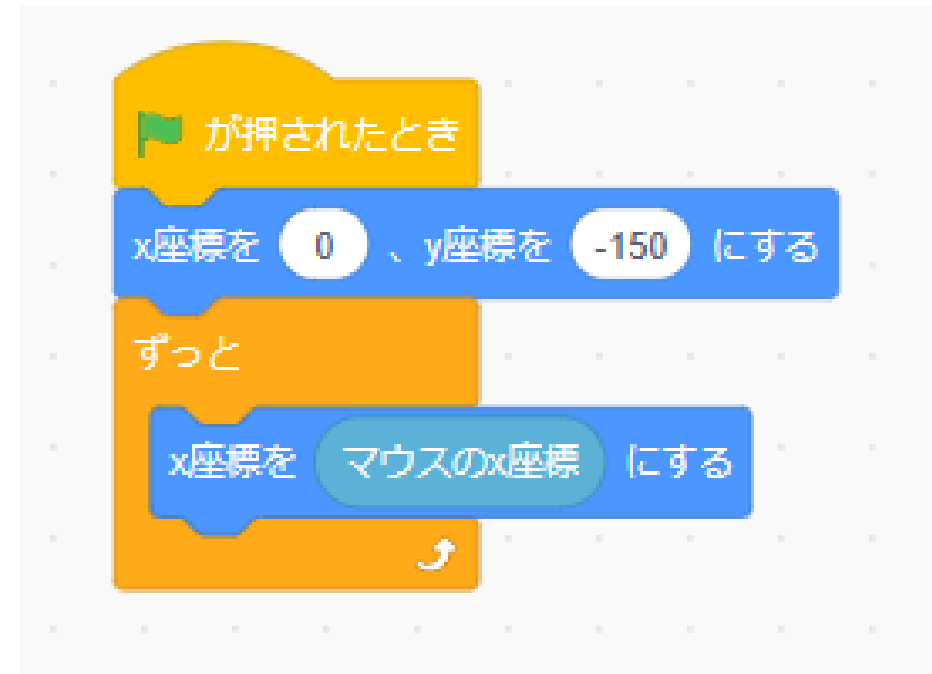 が押されたとき
x座標を 0 、y座標を -150 にする
ずっと
x座標を マウスのx座標 にする